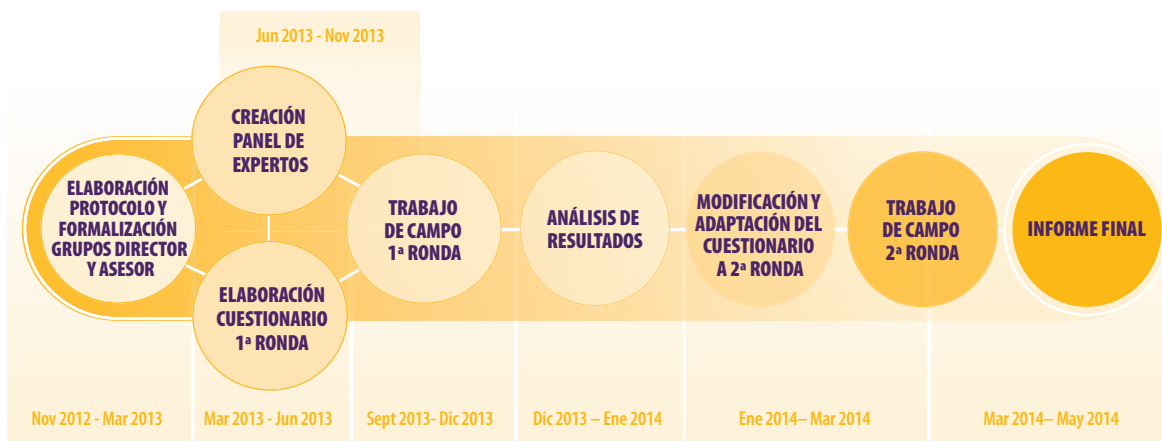 Jun 2013 - Nov 2013
CREACIÓN
PANEL DE
EXPERTOS
ELABORACIÓN
PROTOCOLO Y
FORMALIZACIÓN
GRUPOS DIRECTOR
Y ASESOR
ELABORACIÓN
CUESTIONARIO
1ª RONDA
TRABAJO
DE CAMPO
1ª RONDA
ANÁLISIS DE
RESULTADOS
MODIFICACIÓN Y
ADAPTACIÓN DEL
CUESTIONARIO
A 2ª RONDA
TRABAJO
DE CAMPO
2ª RONDA
INFORME FINAL
Nov 2012 - Mar 2013
Mar 2013 - Jun 2013
Sept 2013- Dic 2013
Dic 2013 – Ene 2014
Ene 2014– Mar 2014
Mar 2014– May 2014